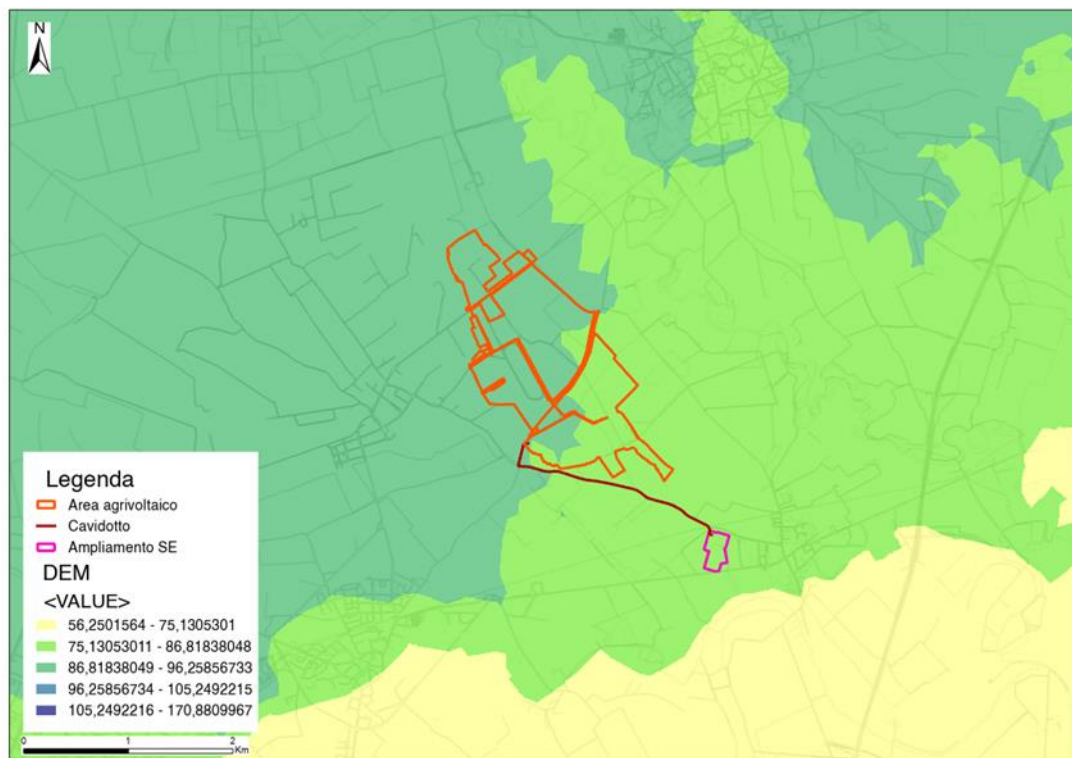 N
Legenda
Area agrivoltaico
Cavidotto
Ampliamento SE
DEM
<VALUE>
56,2501564 - 75,1305301
75,13053011 - 86,81838048
86,81838049 - 96,25856733
96,25856734 - 105,2492215
105,2492216 - 170,8809967
0 1 2
Km